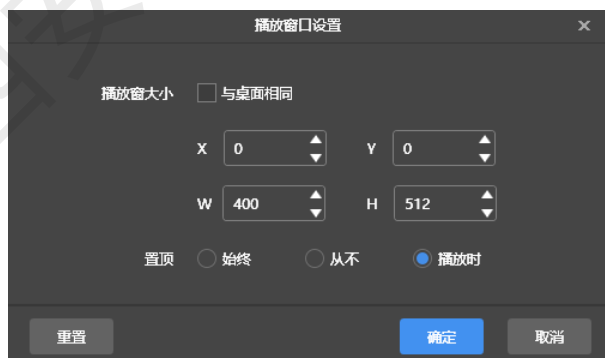 播放窗口设置
播放窗大小 与桌面相同
X 0 Y 0
W 400 H 512
置顶 始终 从不 播放时
重置 确定 取消